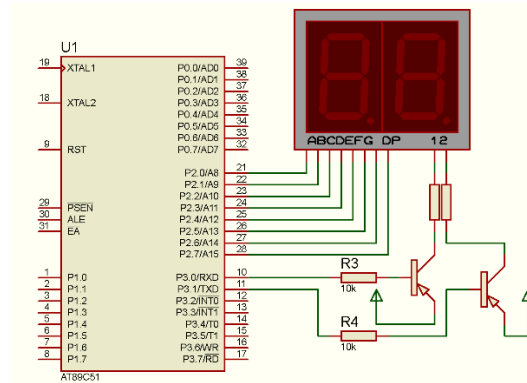 U1
19 XTAL1 P0.0/AD0 39
P0.1/AD1 38
P0.2/AD2 37
18 XTAL2 P0.3/AD3 36
P0.4/AD4 35
P0.5/AD5 34
P0.6/AD6 33
9 RST P0.7/AD7 32
ABCDEFG DP 12
P2.0/A8 21
P2.1/A9 22
P2.2/A10 23
29 PSEN P2.3/A11 24
30 ALE P2.4/A12 25
31 EA P2.5/A13 26
P2.6/A14 27
P2.7/A15 28
R3
1 P1.0 P3.0/RXD 10
10k
2 P1.1 P3.1/TXD 11
3 P1.2 P3.2/INT0 12
4 P1.3 P3.3/INT1 13
R4
5 P1.4 P3.4/T0 14
6 P1.5 P3.5/T1 15
7 P1.6 P3.6/WR 16
10k
8 P1.7 P3.7/RD 17
AT89C51